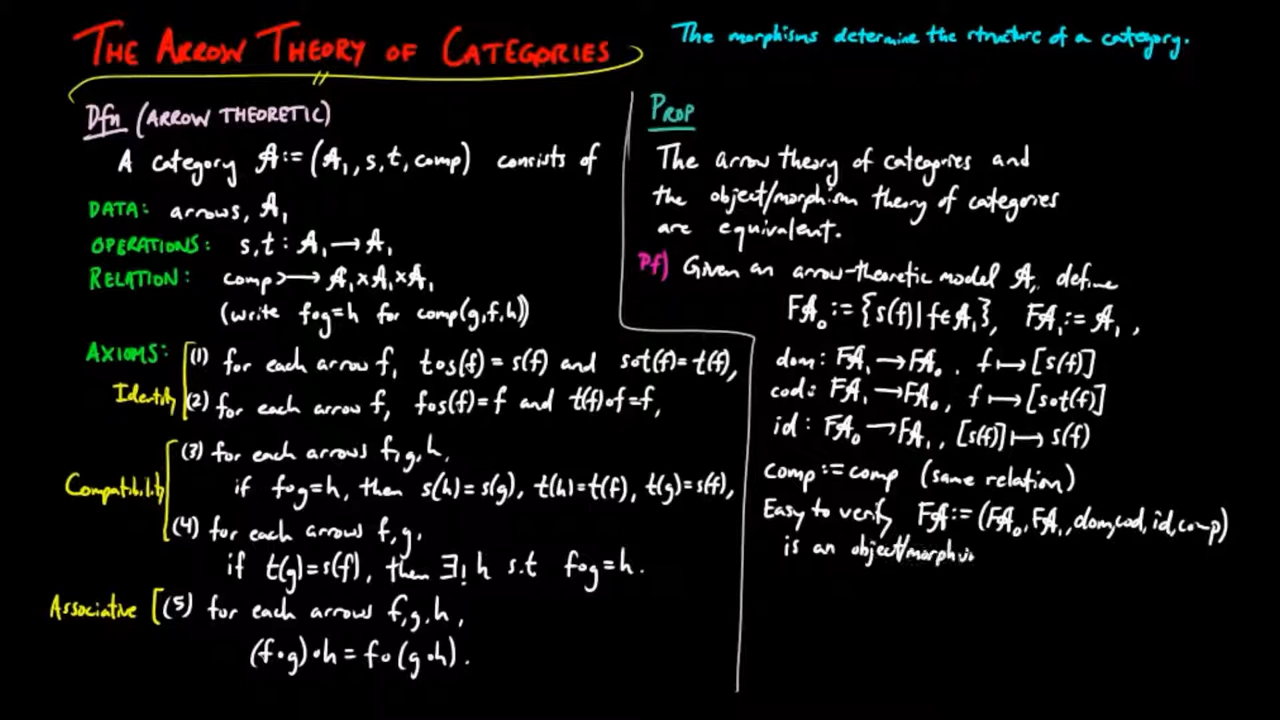 THE ARROW THEORY OF CATEGORIES
The morphisms determine the structure of a category.
Dfn (ARROW THEORETIC)
A category 𝒜 := (𝒜₁, s, t, comp) consists of
DATA: arrows, 𝒜₁
OPERATIONS: s,t : 𝒜₁ ⟶ 𝒜₁
RELATION: comp ↣ 𝒜₁×𝒜₁×𝒜₁
(write f∘g=h for comp(g,f,h))
AXIOMS:
Identity
(1) for each arrow f, t∘s(f) = s(f) and s∘t(f) = t(f),
(2) for each arrow f, f∘s(f)=f and t(f)∘f=f,
Compatibility
(3) for each arrows f,g,h,
if f∘g=h, then s(h)=s(g), t(h)=t(f), t(g)=s(f),
(4) for each arrows f,g,
if t(g)=s(f), then ∃! h s.t f∘g=h.
Associative
(5) for each arrows f,g,h,
(f∘g)∘h = f∘(g∘h).
PROP
The arrow theory of categories and
the object/morphism theory of categories
are equivalent.
Pf) Given an arrow-theoretic model 𝒜, define
F𝒜₀ := {s(f) | f∈𝒜₁}, F𝒜₁ := 𝒜₁,
dom: F𝒜₁ ⟶ F𝒜₀, f ⟼ [s(f)]
cod: F𝒜₁ ⟶ F𝒜₀, f ⟼ [s∘t(f)]
id: F𝒜₀ ⟶ F𝒜₁, [s(f)] ⟼ s(f)
comp := comp (same relation)
Easy to verify F𝒜 := (F𝒜₀, F𝒜₁, dom, cod, id, comp)
is an object/morphi